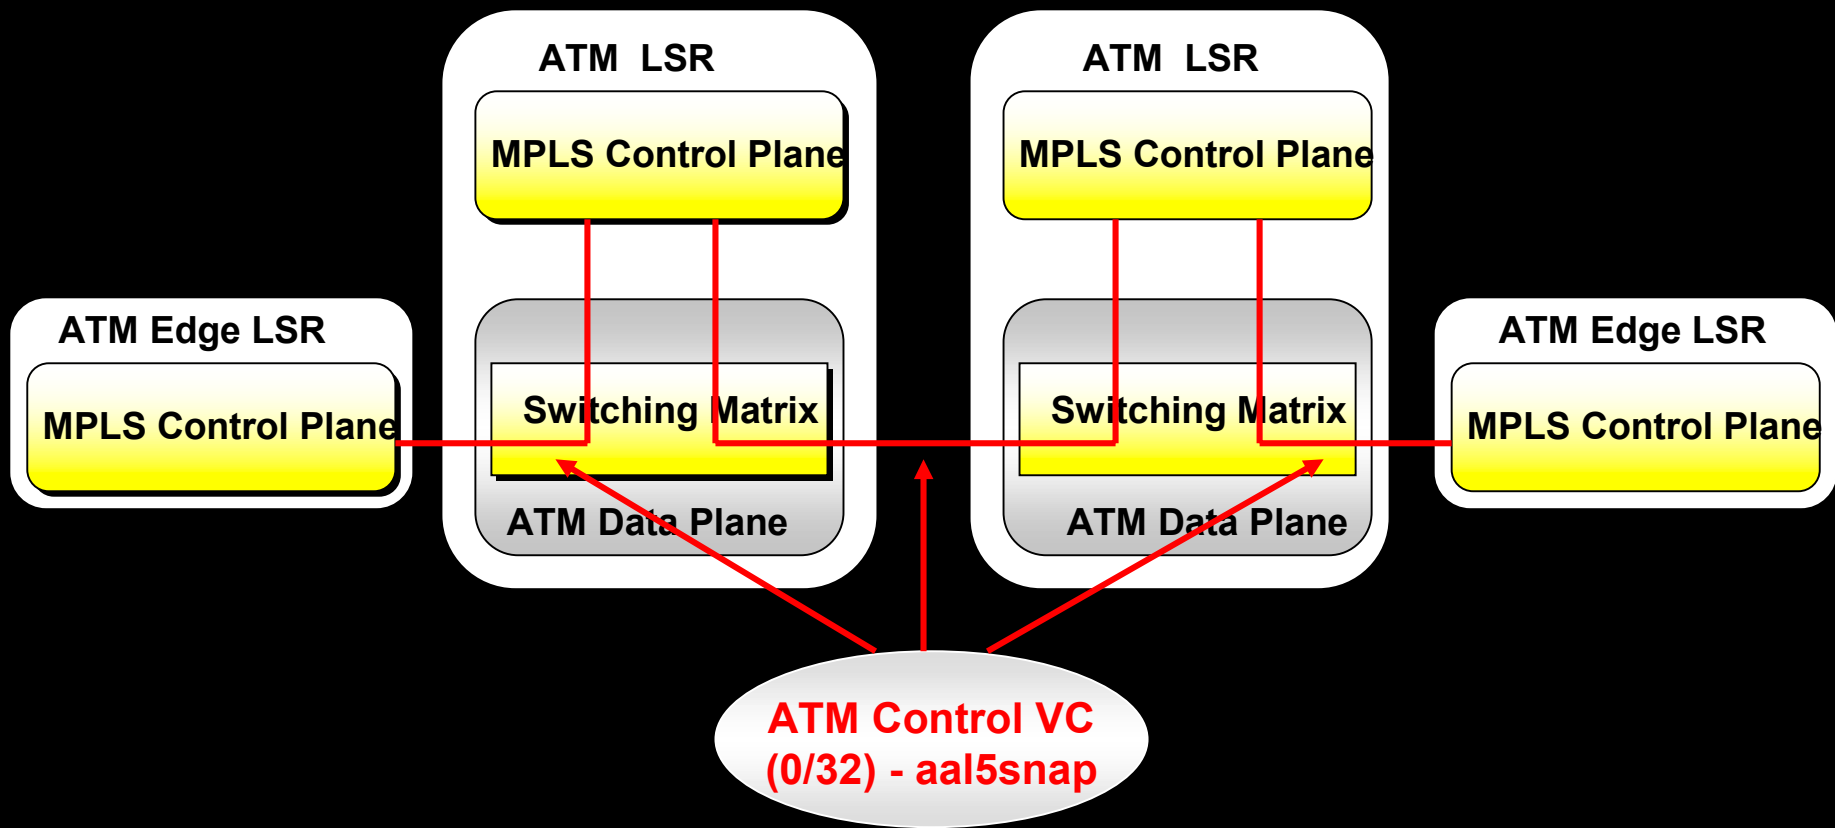 ATM LSR
MPLS Control Plane
Switching Matrix
ATM Data Plane
ATM LSR
MPLS Control Plane
Switching Matrix
ATM Data Plane
ATM Edge LSR
MPLS Control Plane
ATM Edge LSR
MPLS Control Plane
ATM Control VC
(0/32) - aal5snap